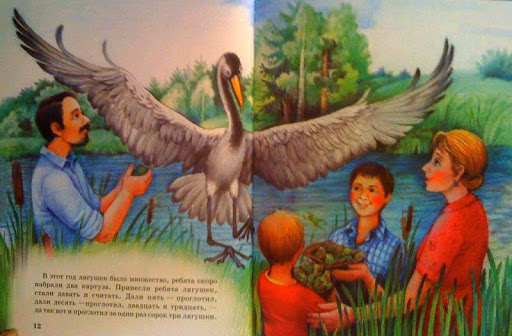 В этот год лягушек было множество, ребята скоро
набрали два картуза. Принесли ребята лягушек,
стали давать и считать. Дали пять — проглотил,
дали десять — проглотил, двадцать и тридцать, —
да так вот и проглотил за один раз сорок три лягушки.
12